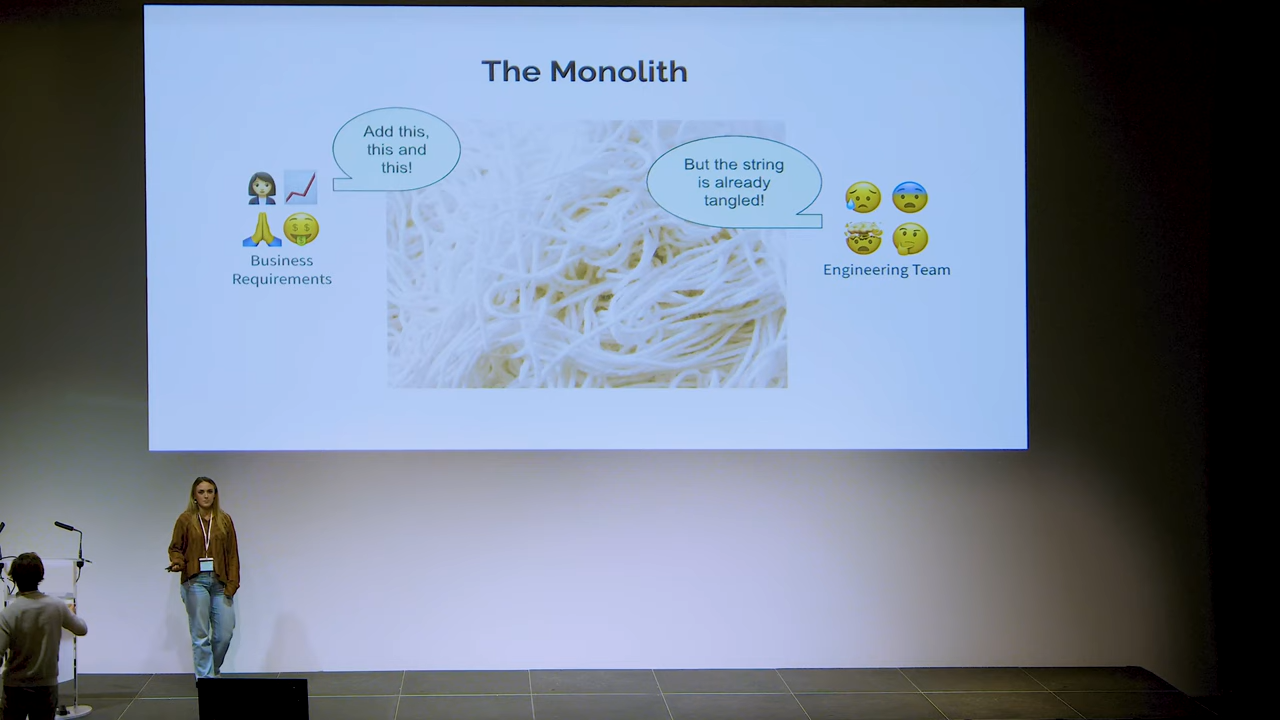 The Monolith
Add this,
this and
this!
But the string
is already
tangled!
Business
Requirements
Engineering Team